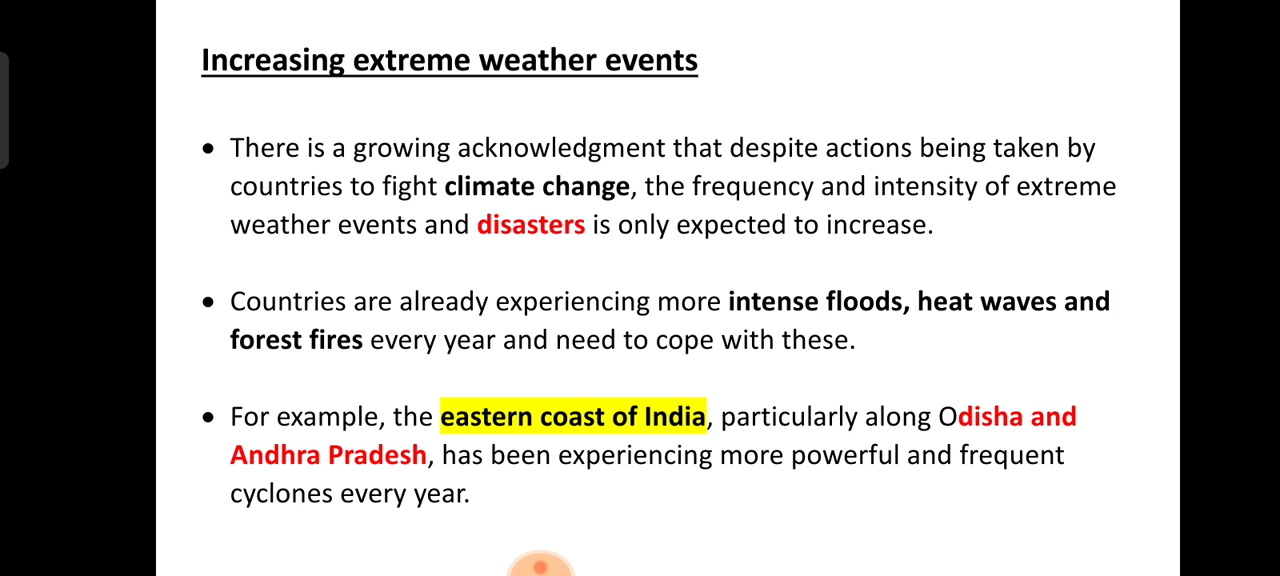 Increasing extreme weather events
• There is a growing acknowledgment that despite actions being taken by
countries to fight climate change, the frequency and intensity of extreme
weather events and disasters is only expected to increase.
• Countries are already experiencing more intense floods, heat waves and
forest fires every year and need to cope with these.
• For example, the eastern coast of India, particularly along Odisha and
Andhra Pradesh, has been experiencing more powerful and frequent
cyclones every year.